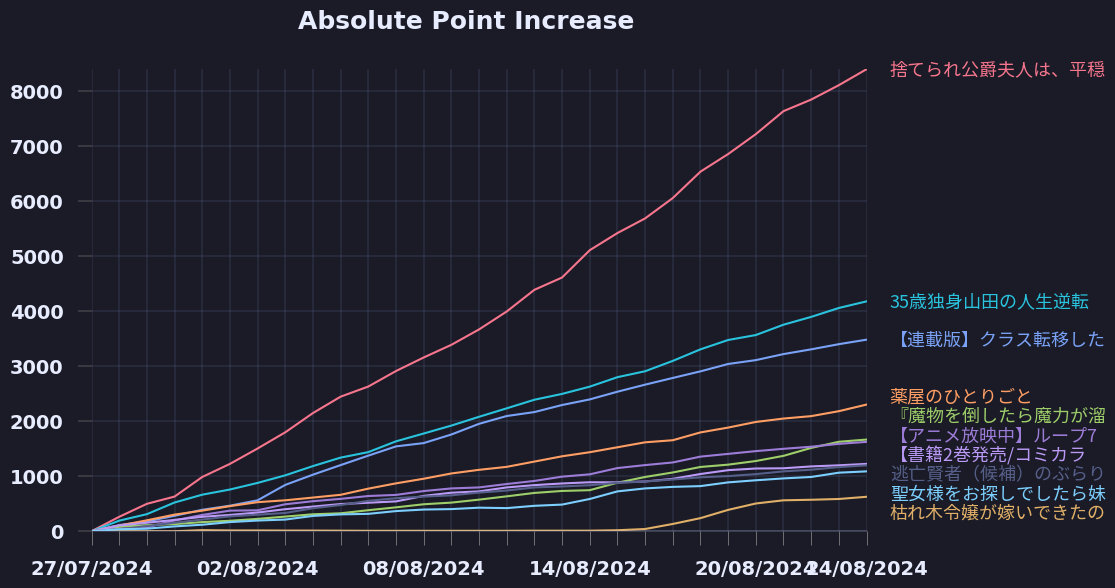 Absolute Point Increase
8000
7000
6000
5000
4000
3000
2000
1000
0
27/07/2024
02/08/2024
08/08/2024
14/08/2024
20/08/2024
24/08/2024
捨てられ公爵夫人は、平穏
35歳独身山田の人生逆転
【連載版】クラス転移した
薬屋のひとりごと
『魔物を倒したら魔力が溜
【アニメ放映中】ループ7
【書籍2巻発売/コミカラ
逃亡賢者（候補）のぶらり
聖女様をお探しでしたら妹
枯れ木令嬢が嫁いできたの